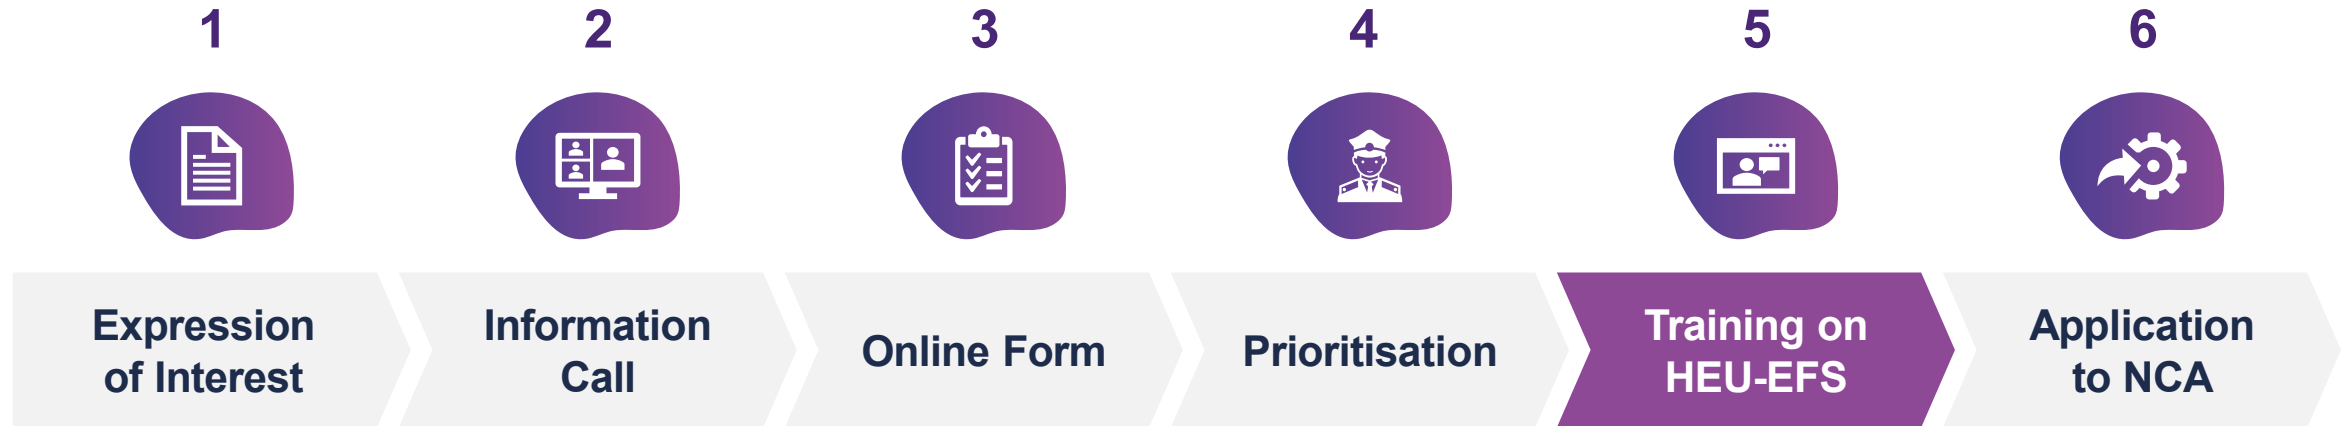 1
2
3
4
5
6
Expression
of Interest
Information
Call
Online Form
Prioritisation
Training on
HEU-EFS
Application
to NCA